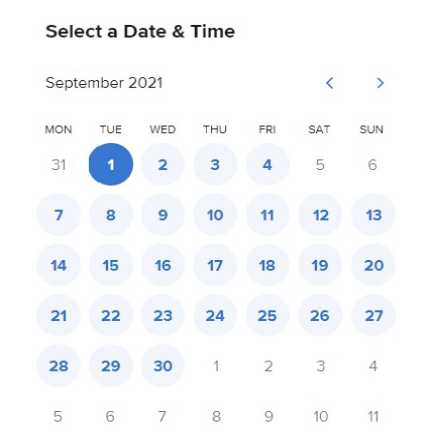 Select a Date & Time
September 2021
MON TUE WED THU FRI SAT SUN
31 1 2 3 4 5 6
7 8 9 10 11 12 13
14 15 16 17 18 19 20
21 22 23 24 25 26 27
28 29 30 1 2 3 4
5 6 7 8 9 10 11